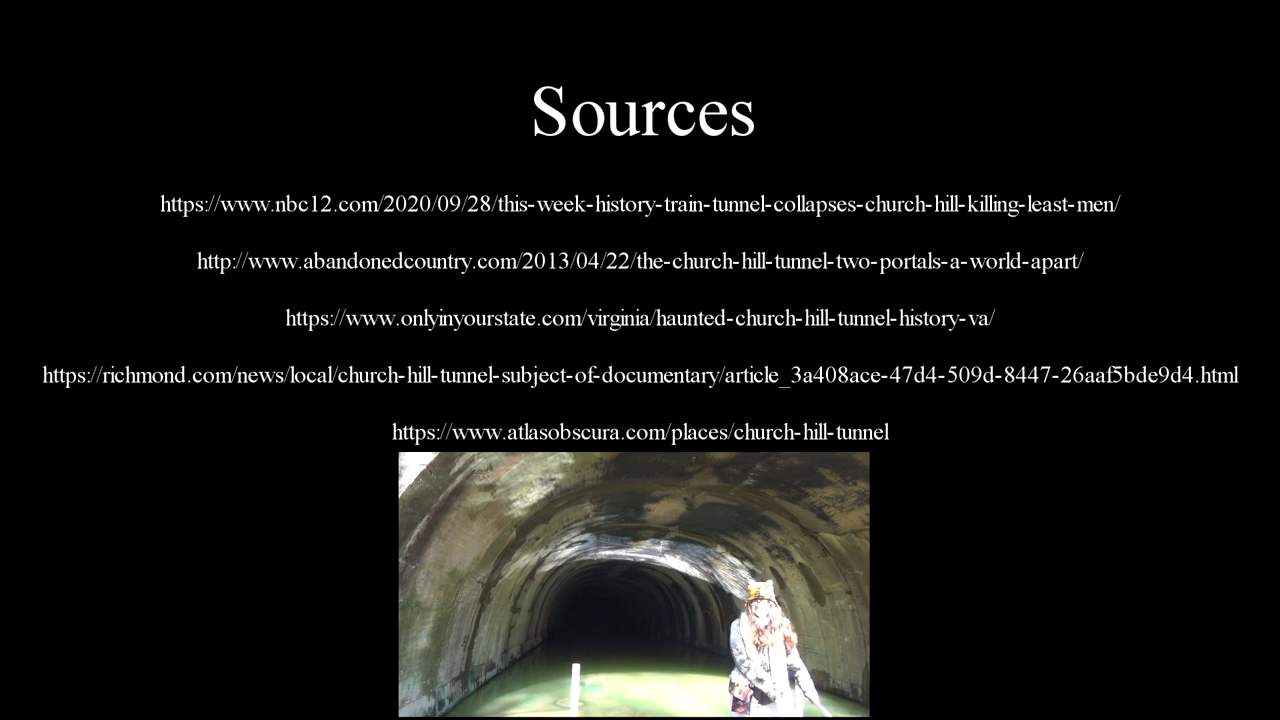 Sources
https://www.nbc12.com/2020/09/28/this-week-history-train-tunnel-collapses-church-hill-killing-least-men/
http://www.abandonedcountry.com/2013/04/22/the-church-hill-tunnel-two-portals-a-world-apart/
https://www.onlyinyourstate.com/virginia/haunted-church-hill-tunnel-history-va/
https://richmond.com/news/local/church-hill-tunnel-subject-of-documentary/article_3a408ace-47d4-509d-8447-26aaf5bde9d4.html
https://www.atlasobscura.com/places/church-hill-tunnel